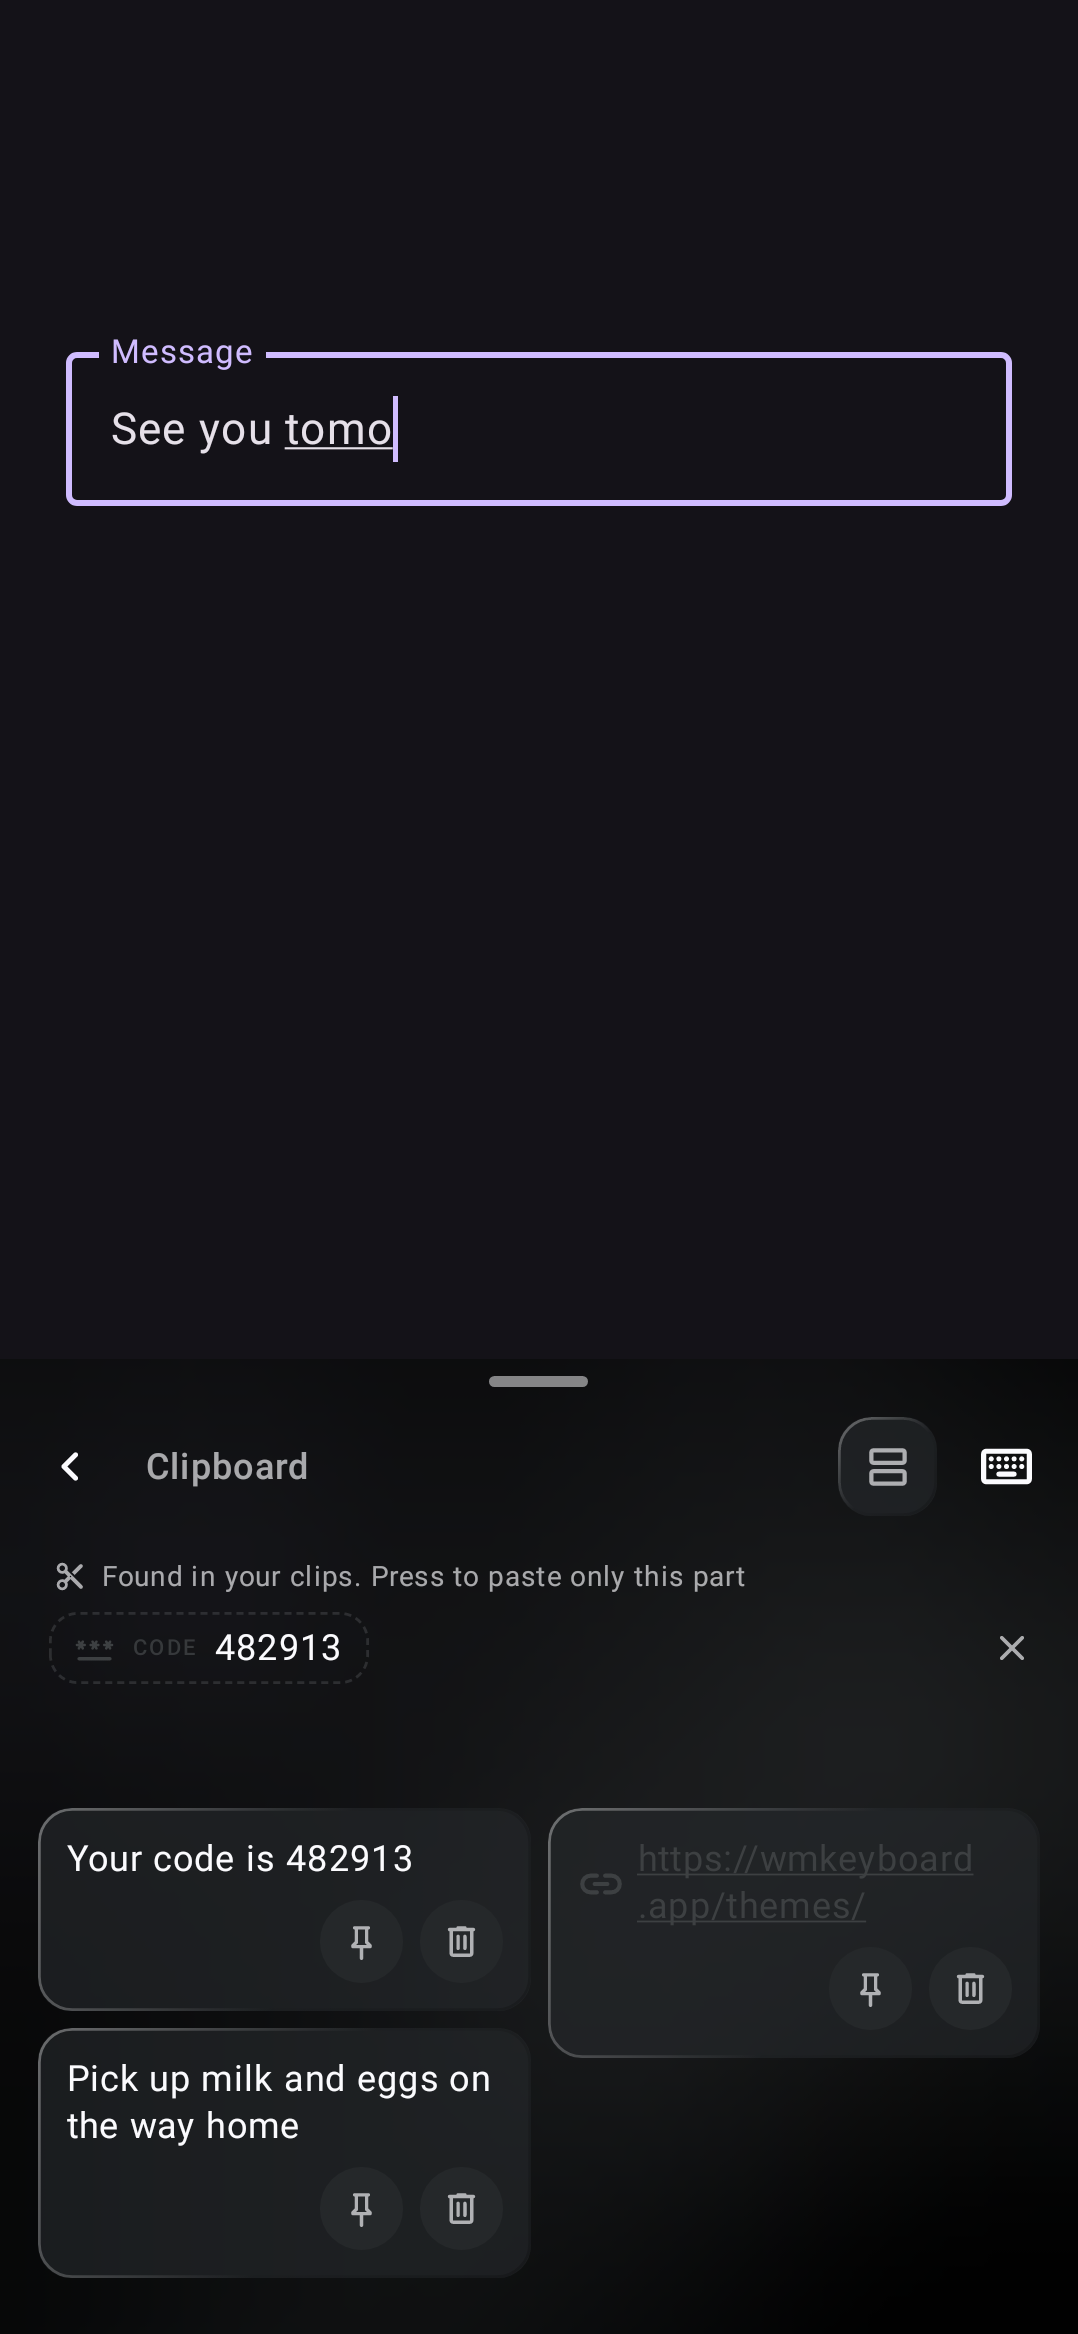 Message
See you tomo
Clipboard
Found in your clips. Press to paste only this part
*** CODE 482913
Your code is 482913
https://wmkeyboard
.app/themes/
Pick up milk and eggs on
the way home